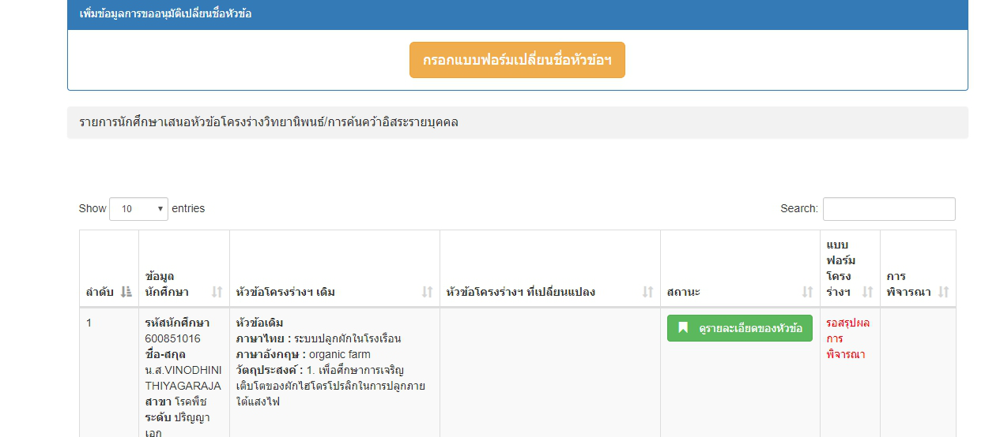 เพิ่มข้อมูลการขออนุมัติเปลี่ยนชื่อหัวข้อ
กรอกแบบฟอร์มเปลี่ยนชื่อหัวข้อฯ
รายการนักศึกษาเสนอหัวข้อโครงร่างวิทยานิพนธ์/การค้นคว้าอิสระรายบุคคล
Show 10 entries
Search:
ลำดับ
ข้อมูล
นักศึกษา
หัวข้อโครงร่างฯ เดิม
หัวข้อโครงร่างฯ ที่เปลี่ยนแปลง
สถานะ
แบบ
ฟอร์ม
โครง
ร่างฯ
การ
พิจารณา
1
รหัสนักศึกษา
600851016
ชื่อ-สกุล
น.ส.VINODHINI
THIYAGARAJA
สาขา โรคพืช
ระดับ ปริญญา
เอก
หัวข้อเดิม
ภาษาไทย : ระบบปลูกผักในโรงเรือน
ภาษาอังกฤษ : organic farm
วัตถุประสงค์ : 1. เพื่อศึกษาการเจริญ
เติบโตของผักไฮโดรโปรลิกในการปลูกภาย
ใต้แสงไฟ
ดูรายละเอียดของหัวข้อ
รอสรุปผล
การ
พิจารณา